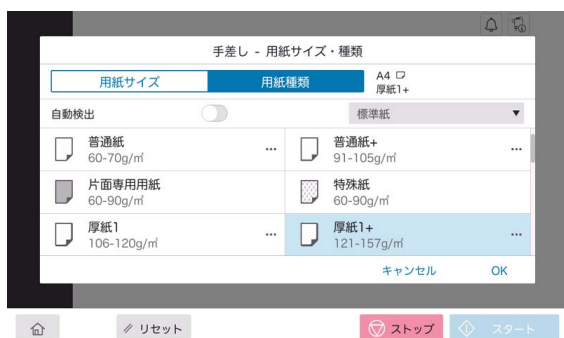 手差し - 用紙サイズ・種類
用紙サイズ
用紙種類
A4
厚紙1+
自動検出
標準紙
普通紙
60-70g/㎡
普通紙+
91-105g/㎡
片面専用用紙
60-90g/㎡
特殊紙
60-90g/㎡
厚紙1
106-120g/㎡
厚紙1+
121-157g/㎡
キャンセル
OK
リセット
ストップ
スタート